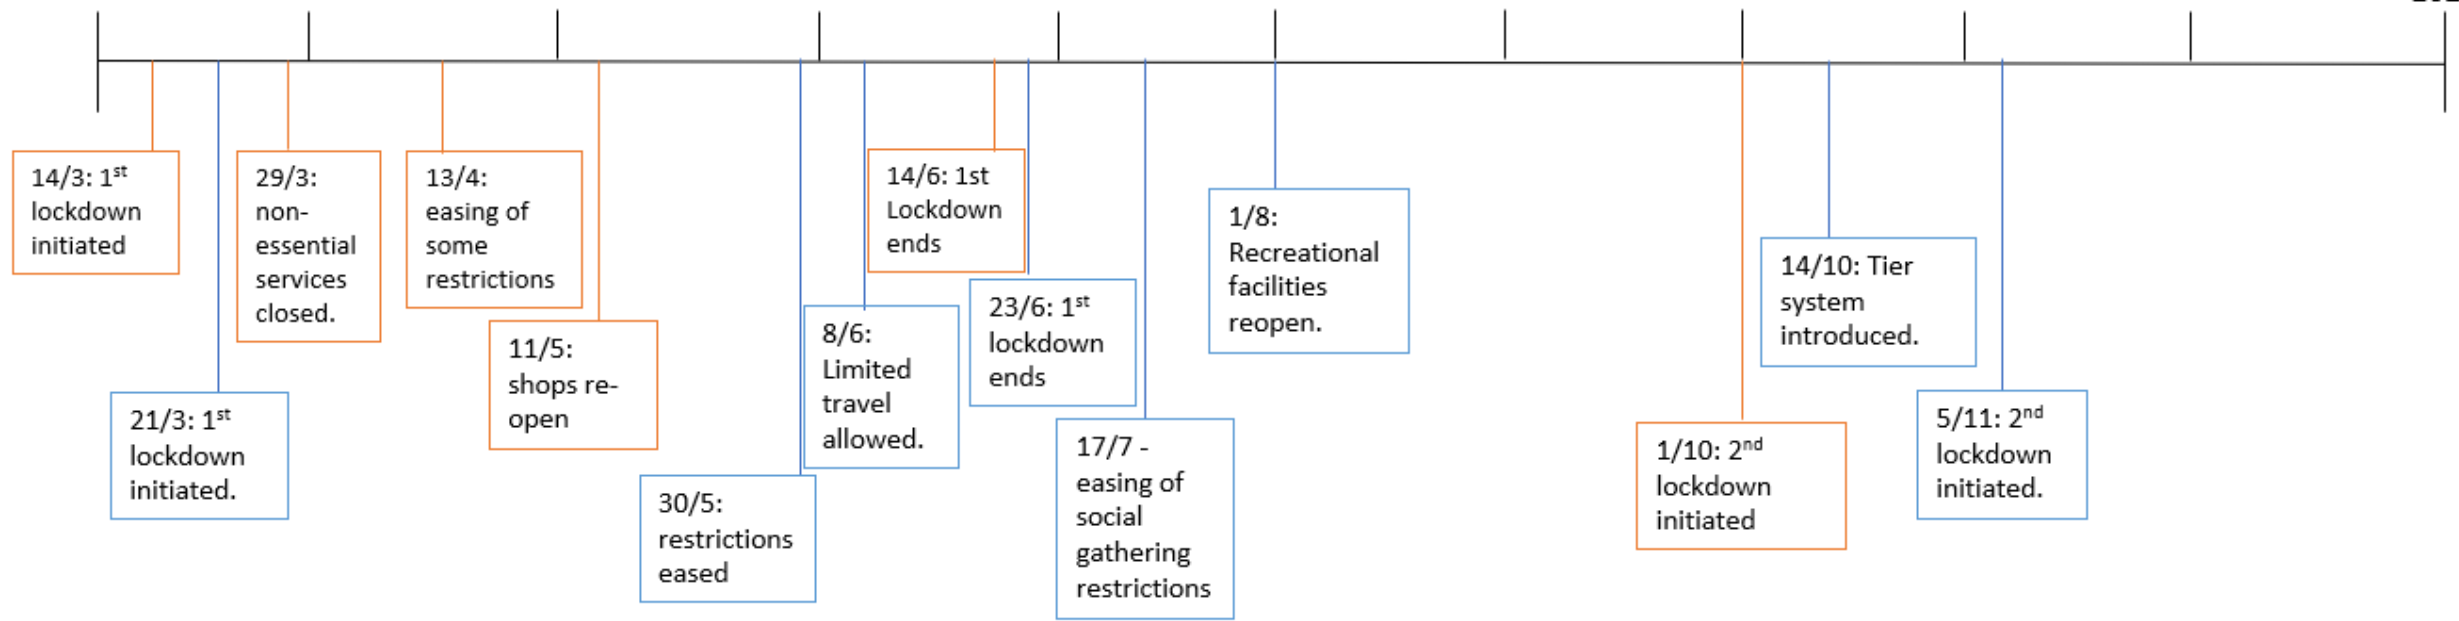 14/3: 1st
lockdown
initiated
21/3: 1st
lockdown
initiated.
29/3:
non-
essential
services
closed.
13/4:
easing of
some
restrictions
11/5:
shops re-
open
30/5:
restrictions
eased
8/6:
Limited
travel
allowed.
14/6: 1st
Lockdown
ends
23/6: 1st
lockdown
ends
17/7 -
easing of
social
gathering
restrictions
1/8:
Recreational
facilities
reopen.
1/10: 2nd
lockdown
initiated
14/10: Tier
system
introduced.
5/11: 2nd
lockdown
initiated.